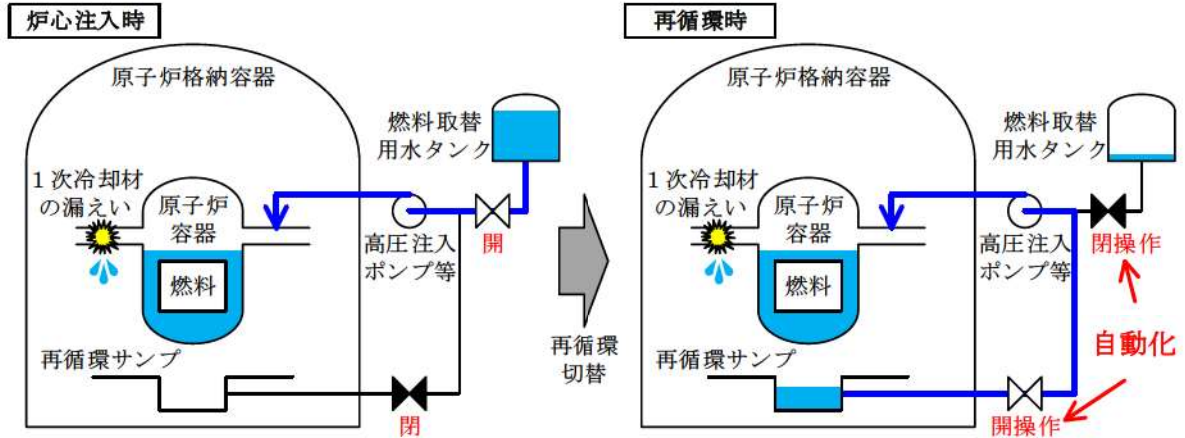 炉心注入時
原子炉格納容器
燃料取替
用水タンク
1次冷却材
の漏えい
原子炉
容器
高圧注入
ポンプ等
開
燃料
再循環サンプ
閉
再循環
切替
再循環時
原子炉格納容器
燃料取替
用水タンク
1次冷却材
の漏えい
原子炉
容器
高圧注入
ポンプ等
閉操作
燃料
自動化
再循環サンプ
開操作